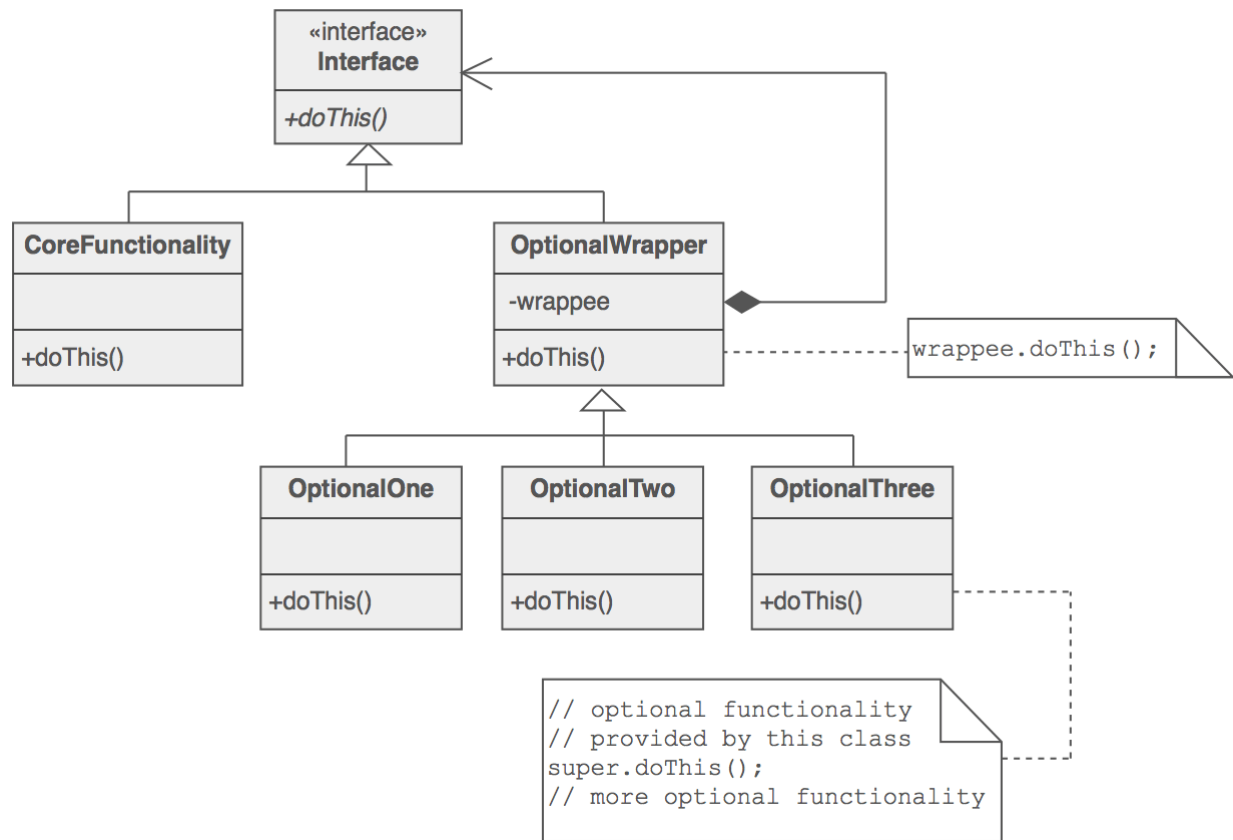 «interface»
Interface
+doThis()
CoreFunctionality
+doThis()
OptionalWrapper
-wrappee
+doThis()
wrappee.doThis();
OptionalOne
+doThis()
OptionalTwo
+doThis()
OptionalThree
+doThis()
// optional functionality
// provided by this class
super.doThis();
// more optional functionality